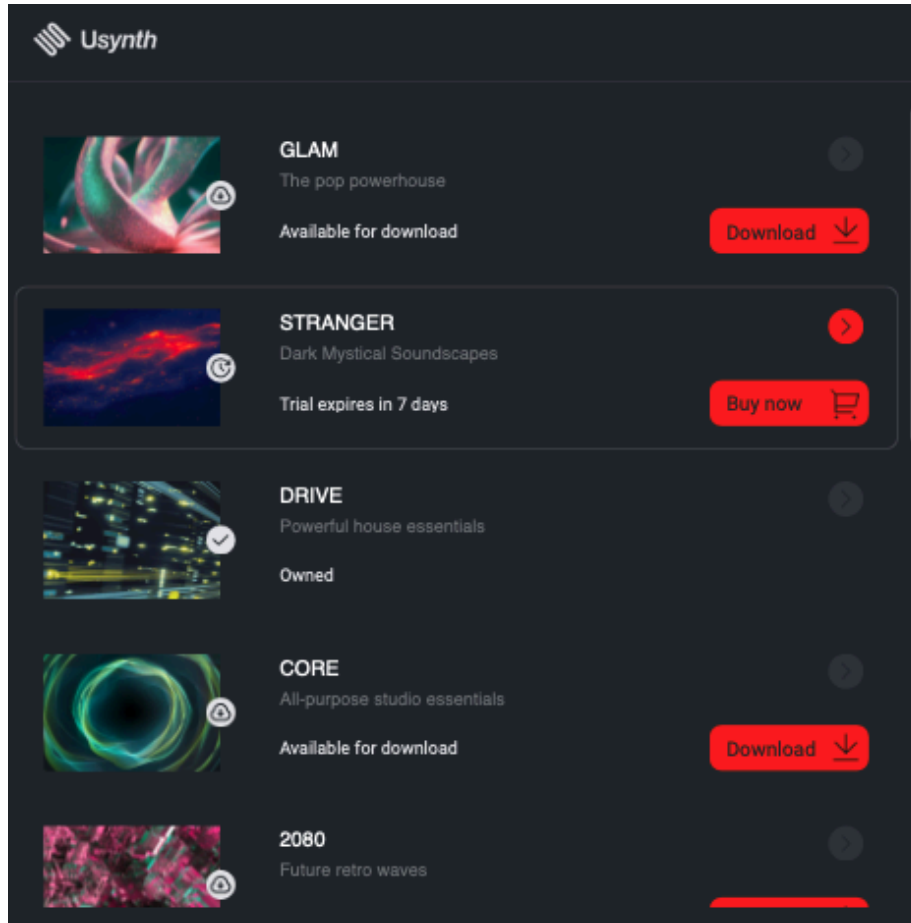 Usynth
GLAM
The pop powerhouse
Available for download
Download
STRANGER
Dark Mystical Soundscapes
Trial expires in 7 days
Buy now
DRIVE
Powerful house essentials
Owned
CORE
All-purpose studio essentials
Available for download
Download
2080
Future retro waves